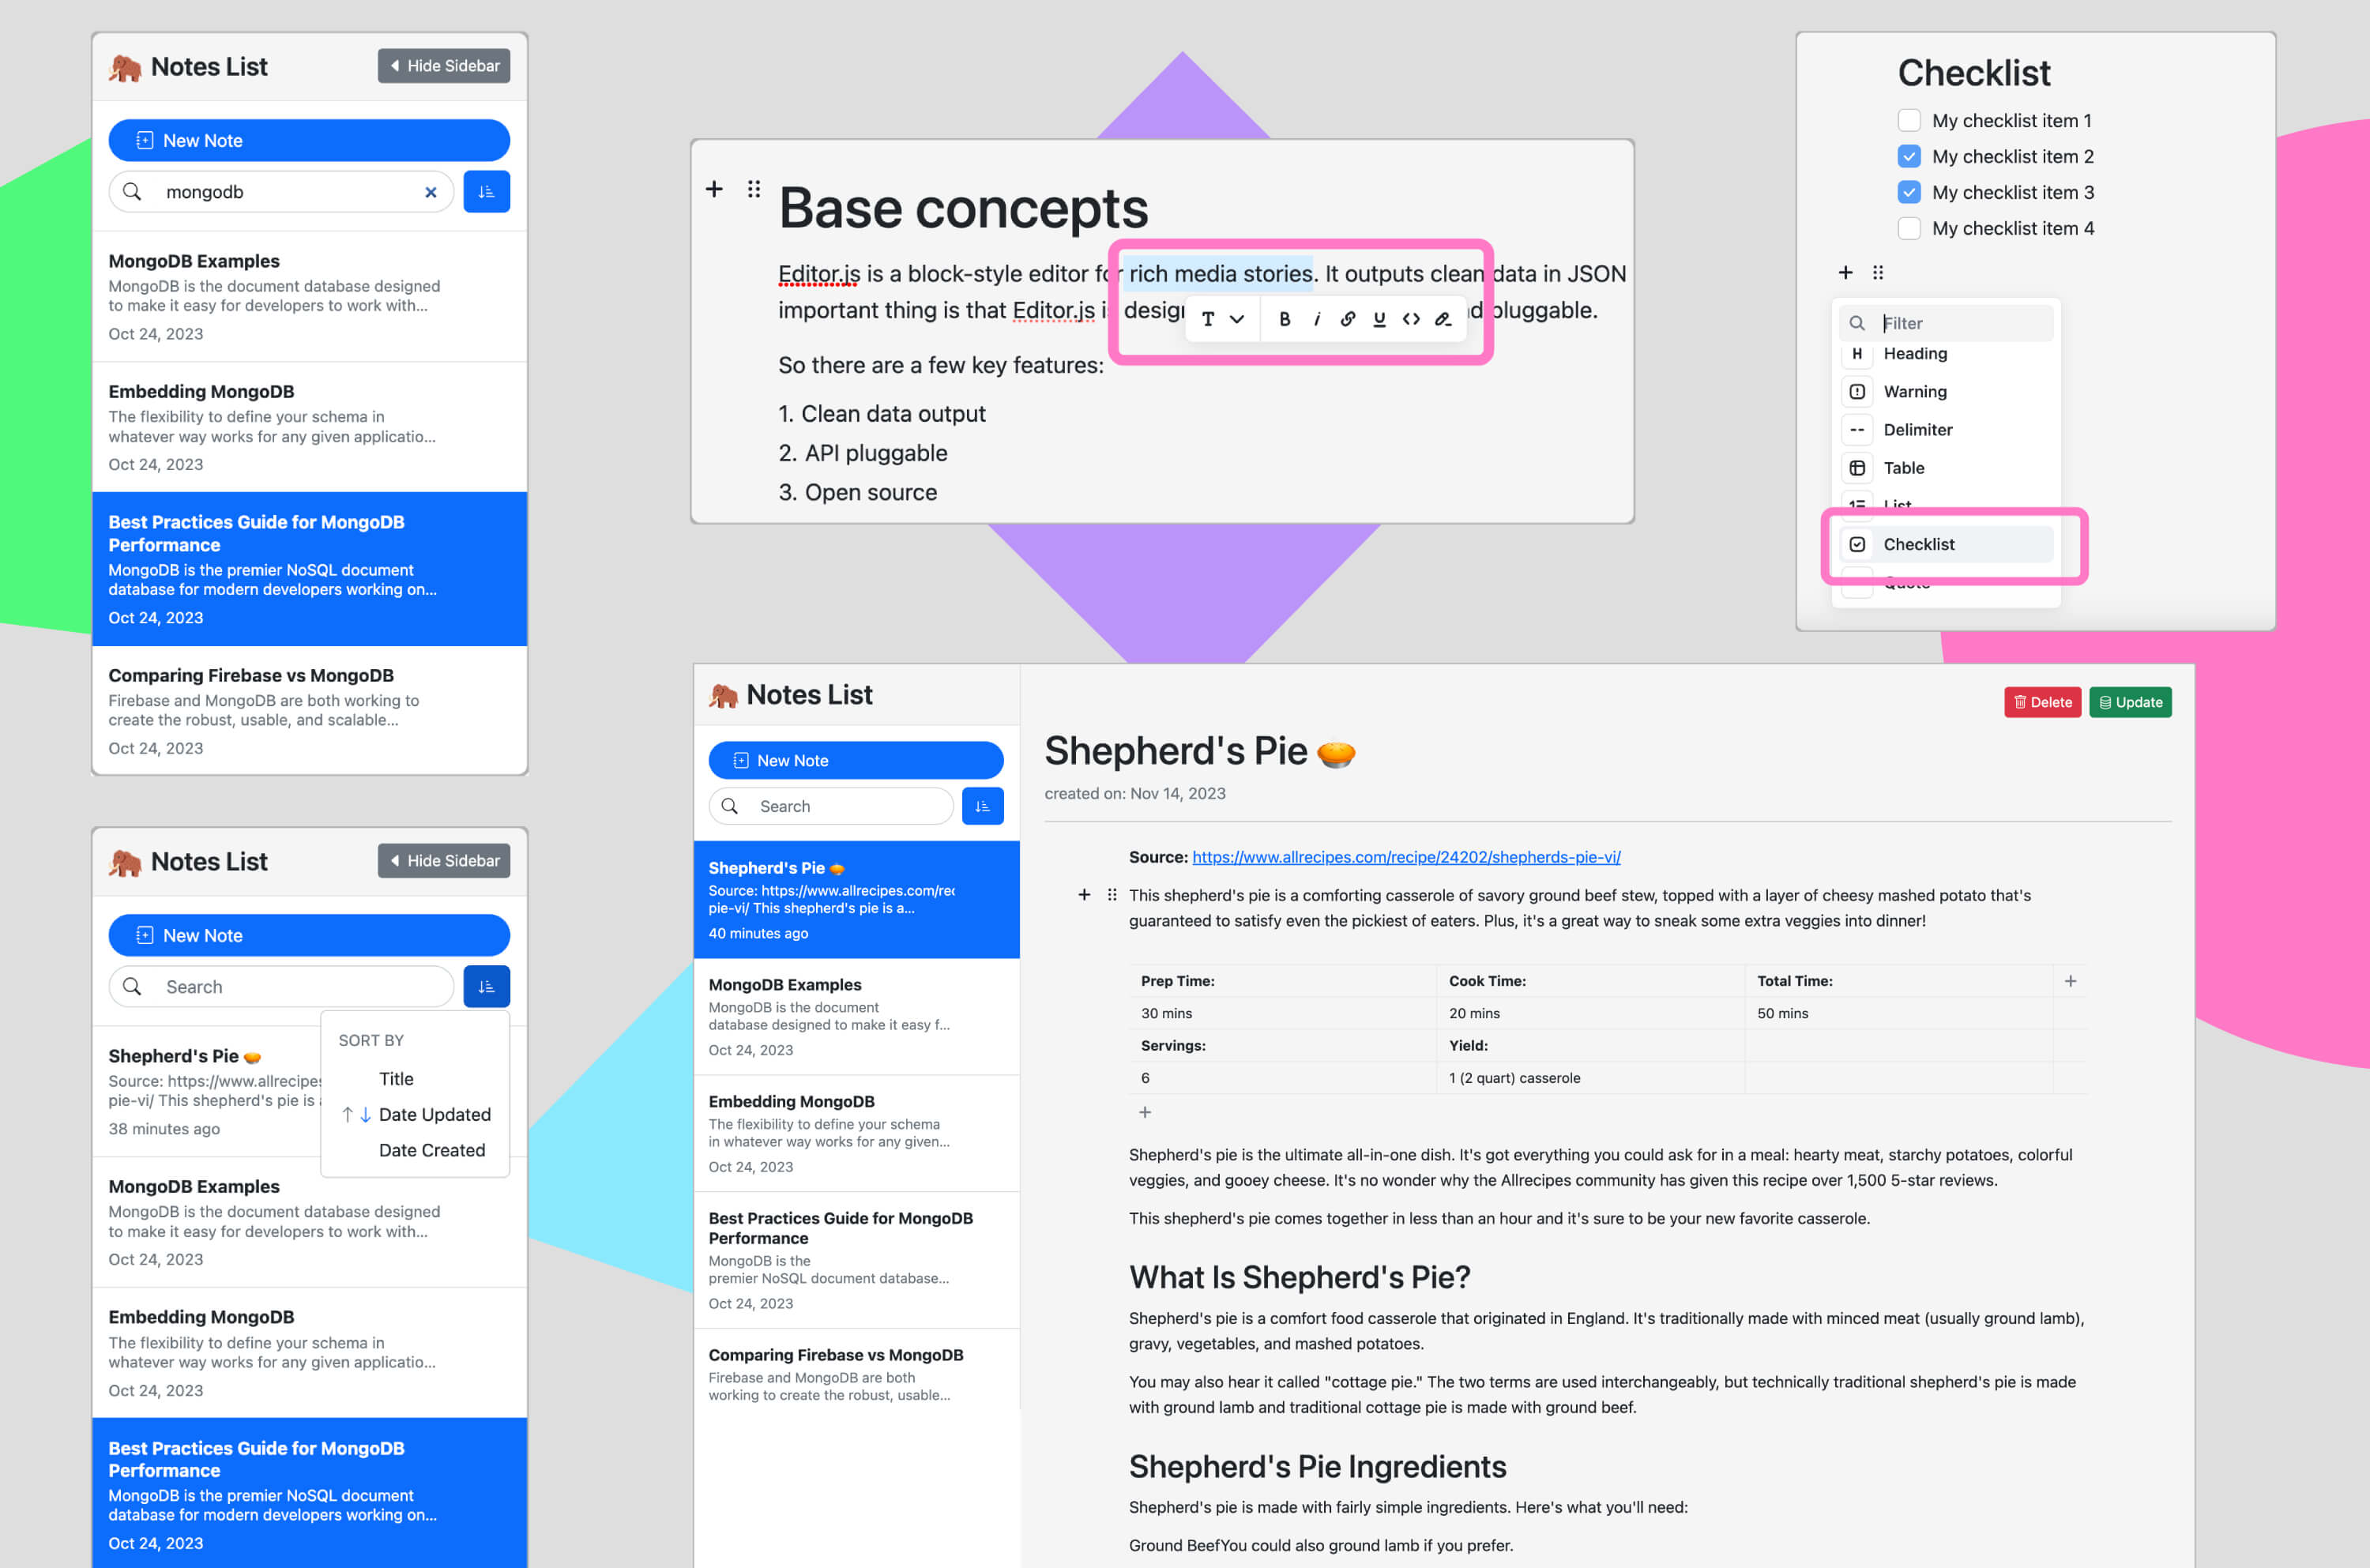 Notes List
Hide Sidebar
New Note
mongodb
MongoDB Examples
MongoDB is the document database designed
to make it easy for developers to work with...
Oct 24, 2023
Embedding MongoDB
The flexibility to define your schema in
whatever way works for any given applicatio...
Oct 24, 2023
Best Practices Guide for MongoDB
Performance
MongoDB is the premier NoSQL document
database for modern developers working on...
Oct 24, 2023
Comparing Firebase vs MongoDB
Firebase and MongoDB are both working to
create the robust, usable, and scalable...
Oct 24, 2023
Base concepts
Editor.js is a block-style editor for rich media stories. It outputs clean data in JSON
important thing is that Editor.js is desig nd pluggable.
T B i U <>
So there are a few key features:
1. Clean data output
2. API pluggable
3. Open source
Checklist
My checklist item 1
My checklist item 2
My checklist item 3
My checklist item 4
Filter
H Heading
Warning
Delimiter
Table
List
Checklist
Quote
Notes List
Hide Sidebar
New Note
Search
SORT BY
Title
↑↓ Date Updated
Date Created
Shepherd's Pie
Source: https://www.allrecipes
pie-vi/ This shepherd's pie is
38 minutes ago
MongoDB Examples
MongoDB is the document database designed
to make it easy for developers to work with...
Oct 24, 2023
Embedding MongoDB
The flexibility to define your schema in
whatever way works for any given applicatio...
Oct 24, 2023
Best Practices Guide for MongoDB
Performance
MongoDB is the premier NoSQL document
database for modern developers working on...
Oct 24, 2023
Notes List
New Note
Search
Shepherd's Pie
Source: https://www.allrecipes.com/rec
pie-vi/ This shepherd's pie is a...
40 minutes ago
MongoDB Examples
MongoDB is the document
database designed to make it easy f...
Oct 24, 2023
Embedding MongoDB
The flexibility to define your schema
in whatever way works for any given...
Oct 24, 2023
Best Practices Guide for MongoDB
Performance
MongoDB is the
premier NoSQL document database...
Oct 24, 2023
Comparing Firebase vs MongoDB
Firebase and MongoDB are both
working to create the robust, usable...
Delete Update
Shepherd's Pie
created on: Nov 14, 2023
Source: https://www.allrecipes.com/recipe/24202/shepherds-pie-vi/
This shepherd's pie is a comforting casserole of savory ground beef stew, topped with a layer of cheesy mashed potato that's
guaranteed to satisfy even the pickiest of eaters. Plus, it's a great way to sneak some extra veggies into dinner!
Prep Time: Cook Time: Total Time:
30 mins 20 mins 50 mins
Servings: Yield:
6 1 (2 quart) casserole
Shepherd's pie is the ultimate all-in-one dish. It's got everything you could ask for in a meal: hearty meat, starchy potatoes, colorful
veggies, and gooey cheese. It's no wonder why the Allrecipes community has given this recipe over 1,500 5-star reviews.
This shepherd's pie comes together in less than an hour and it's sure to be your new favorite casserole.
What Is Shepherd's Pie?
Shepherd's pie is a comfort food casserole that originated in England. It's traditionally made with minced meat (usually ground lamb),
gravy, vegetables, and mashed potatoes.
You may also hear it called "cottage pie." The two terms are used interchangeably, but technically traditional shepherd's pie is made
with ground lamb and traditional cottage pie is made with ground beef.
Shepherd's Pie Ingredients
Shepherd's pie is made with fairly simple ingredients. Here's what you'll need:
Ground BeefYou could also ground lamb if you prefer.